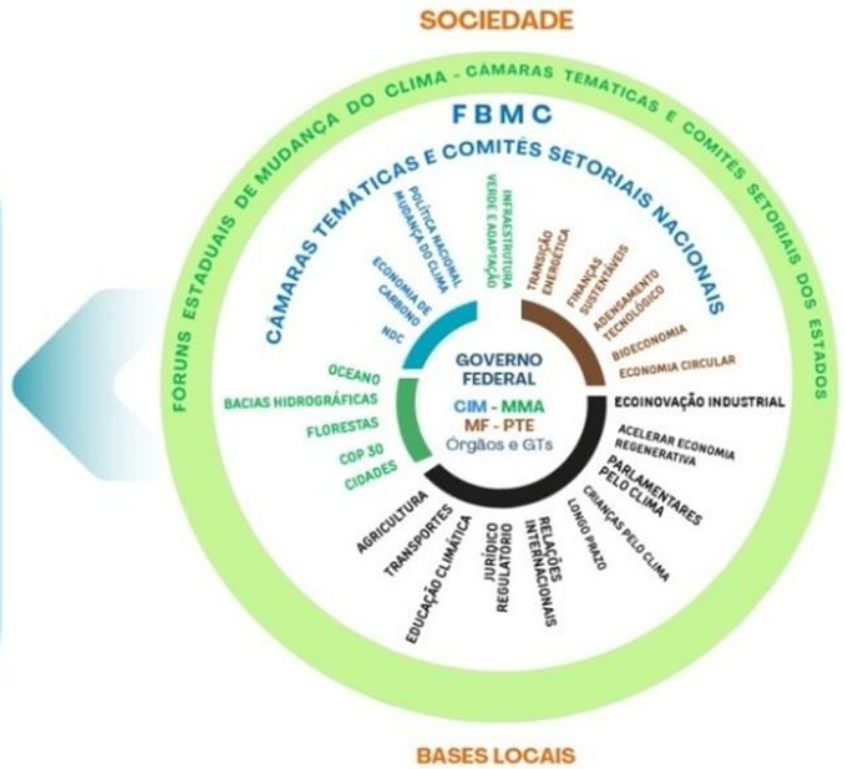 SOCIEDADE
FÓRUNS ESTADUAIS DE MUDANÇA DO CLIMA - CÂMARAS TEMÁTICAS E COMITÊS SETORIAIS DOS ESTADOS
FBMC
CÂMARAS TEMÁTICAS E COMITÊS SETORIAIS NACIONAIS
POLÍTICA NACIONAL
MUDANÇA DO CLIMA
ECONOMIA DE
CARBONO
NDC
INFRAESTRUTURA
VERDE E ADAPTAÇÃO
TRANSIÇÃO
ENERGÉTICA
FINANÇAS
SUSTENTÁVEIS
ADENSAMENTO
TECNOLÓGICO
BIOECONOMIA
ECONOMIA CIRCULAR
GOVERNO
FEDERAL
CIM - MMA
MF - PTE
Órgãos e GTs
OCEANO
BACIAS HIDROGRÁFICAS
FLORESTAS
COP 30
CIDADES
ECOINOVAÇÃO INDUSTRIAL
ACELERAR ECONOMIA
REGENERATIVA
PARLAMENTARES
PELO CLIMA
CRIANÇAS PELO CLIMA
LONGO PRAZO
RELAÇÕES
INTERNACIONAIS
JURÍDICO
REGULATÓRIO
EDUCAÇÃO CLIMÁTICA
TRANSPORTES
AGRICULTURA
BASES LOCAIS